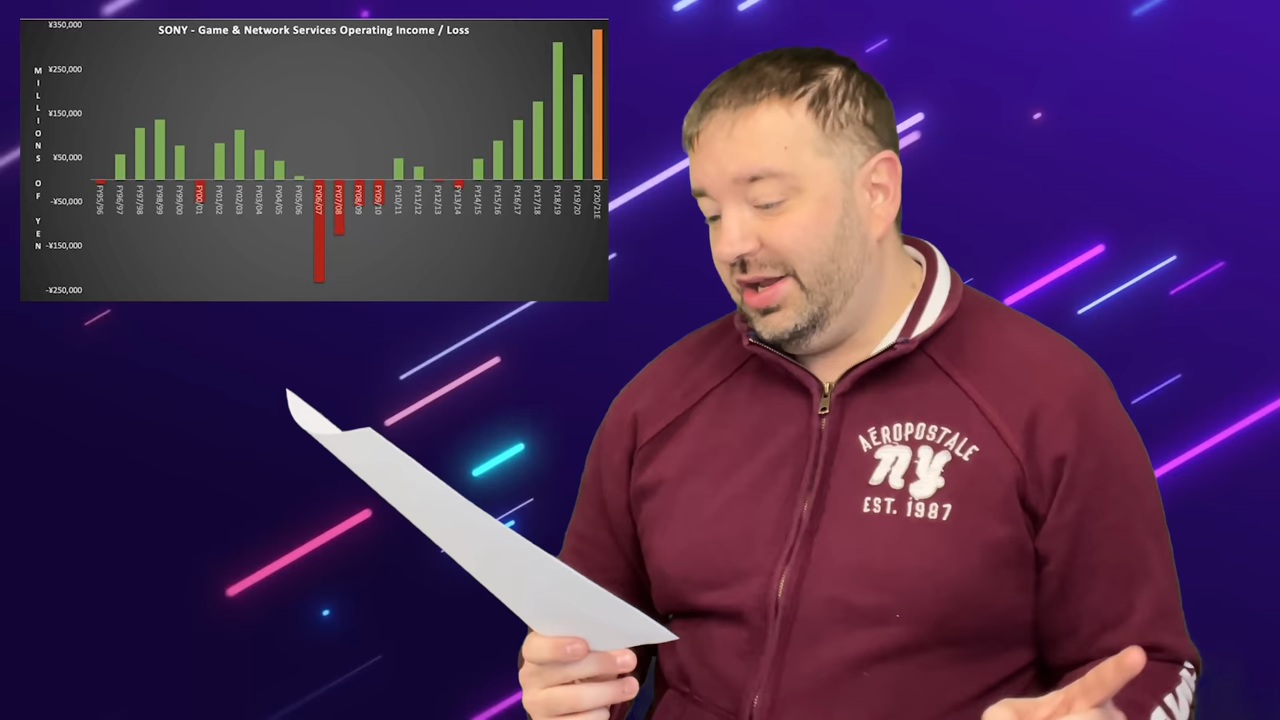 SONY - Game & Network Services Operating Income / Loss
¥350,000
¥250,000
¥150,000
¥50,000
-¥50,000
-¥150,000
-¥250,000
MILLIONS OF YEN
FY95/96
FY96/97
FY97/98
FY98/99
FY99/00
FY00/01
FY01/02
FY02/03
FY03/04
FY04/05
FY05/06
FY06/07
FY07/08
FY08/09
FY09/10
FY10/11
FY11/12
FY12/13
FY13/14
FY14/15
FY15/16
FY16/17
FY17/18
FY18/19
FY19/20
FY20/21E
AÉROPOSTALE
NY
EST. 1987